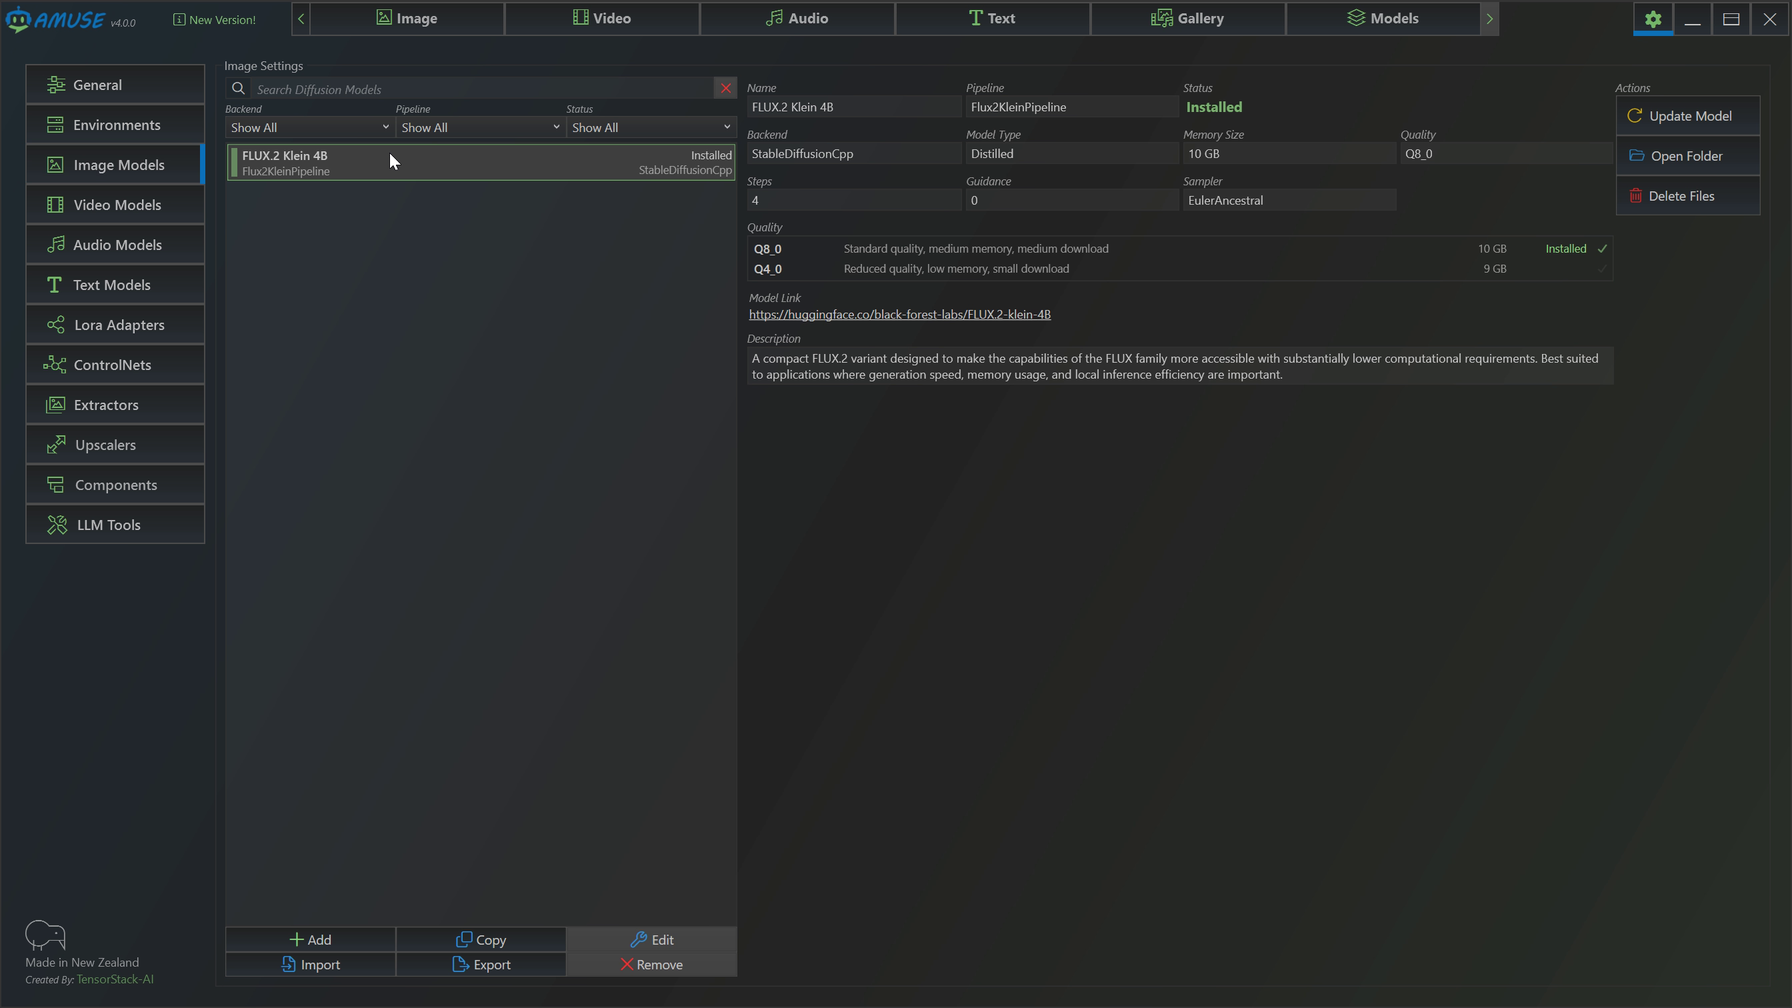 AMUSE v4.0.0
New Version!
Image
Video
Audio
Text
Gallery
Models
General
Environments
Image Models
Video Models
Audio Models
Text Models
Lora Adapters
ControlNets
Extractors
Upscalers
Components
LLM Tools
Made in New Zealand
Created By: TensorStack-AI
Image Settings
Search Diffusion Models
Backend Pipeline Status
Show All Show All Show All
FLUX.2 Klein 4B Installed
Flux2KleinPipeline StableDiffusionCpp
Add Copy Edit
Import Export Remove
Name Pipeline Status
FLUX.2 Klein 4B Flux2KleinPipeline Installed
Backend Model Type Memory Size Quality
StableDiffusionCpp Distilled 10 GB Q8_0
Steps Guidance Sampler
4 0 EulerAncestral
Quality
Q8_0 Standard quality, medium memory, medium download 10 GB Installed
Q4_0 Reduced quality, low memory, small download 9 GB
Model Link
https://huggingface.co/black-forest-labs/FLUX.2-klein-4B
Description
A compact FLUX.2 variant designed to make the capabilities of the FLUX family more accessible with substantially lower computational requirements. Best suited
to applications where generation speed, memory usage, and local inference efficiency are important.
Actions
Update Model
Open Folder
Delete Files